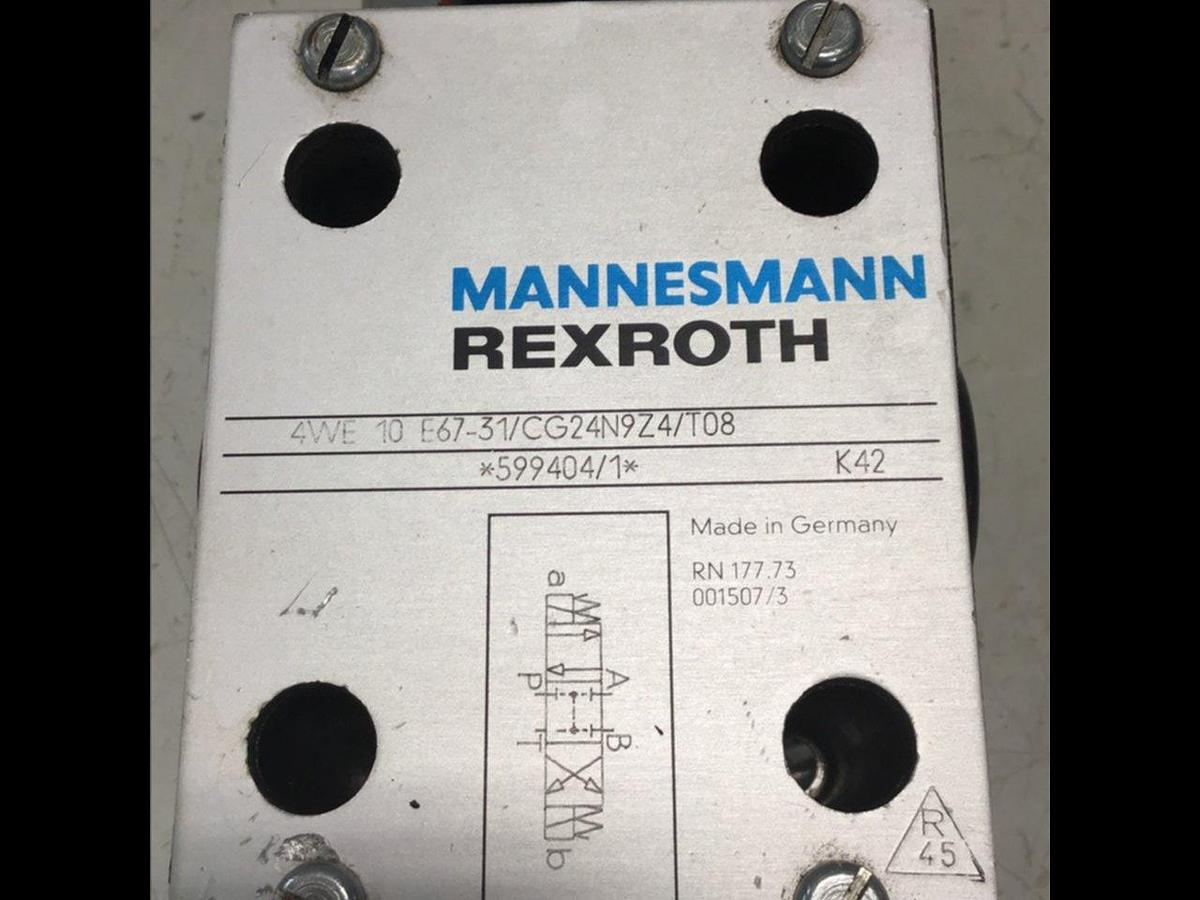 MANNESMANN
REXROTH
4WE 10 E67-31/CG24N9Z4/T08
*599404/1* K42
Made in Germany
RN 177.73
001507/3
a
A
P
B
T
b
R
45